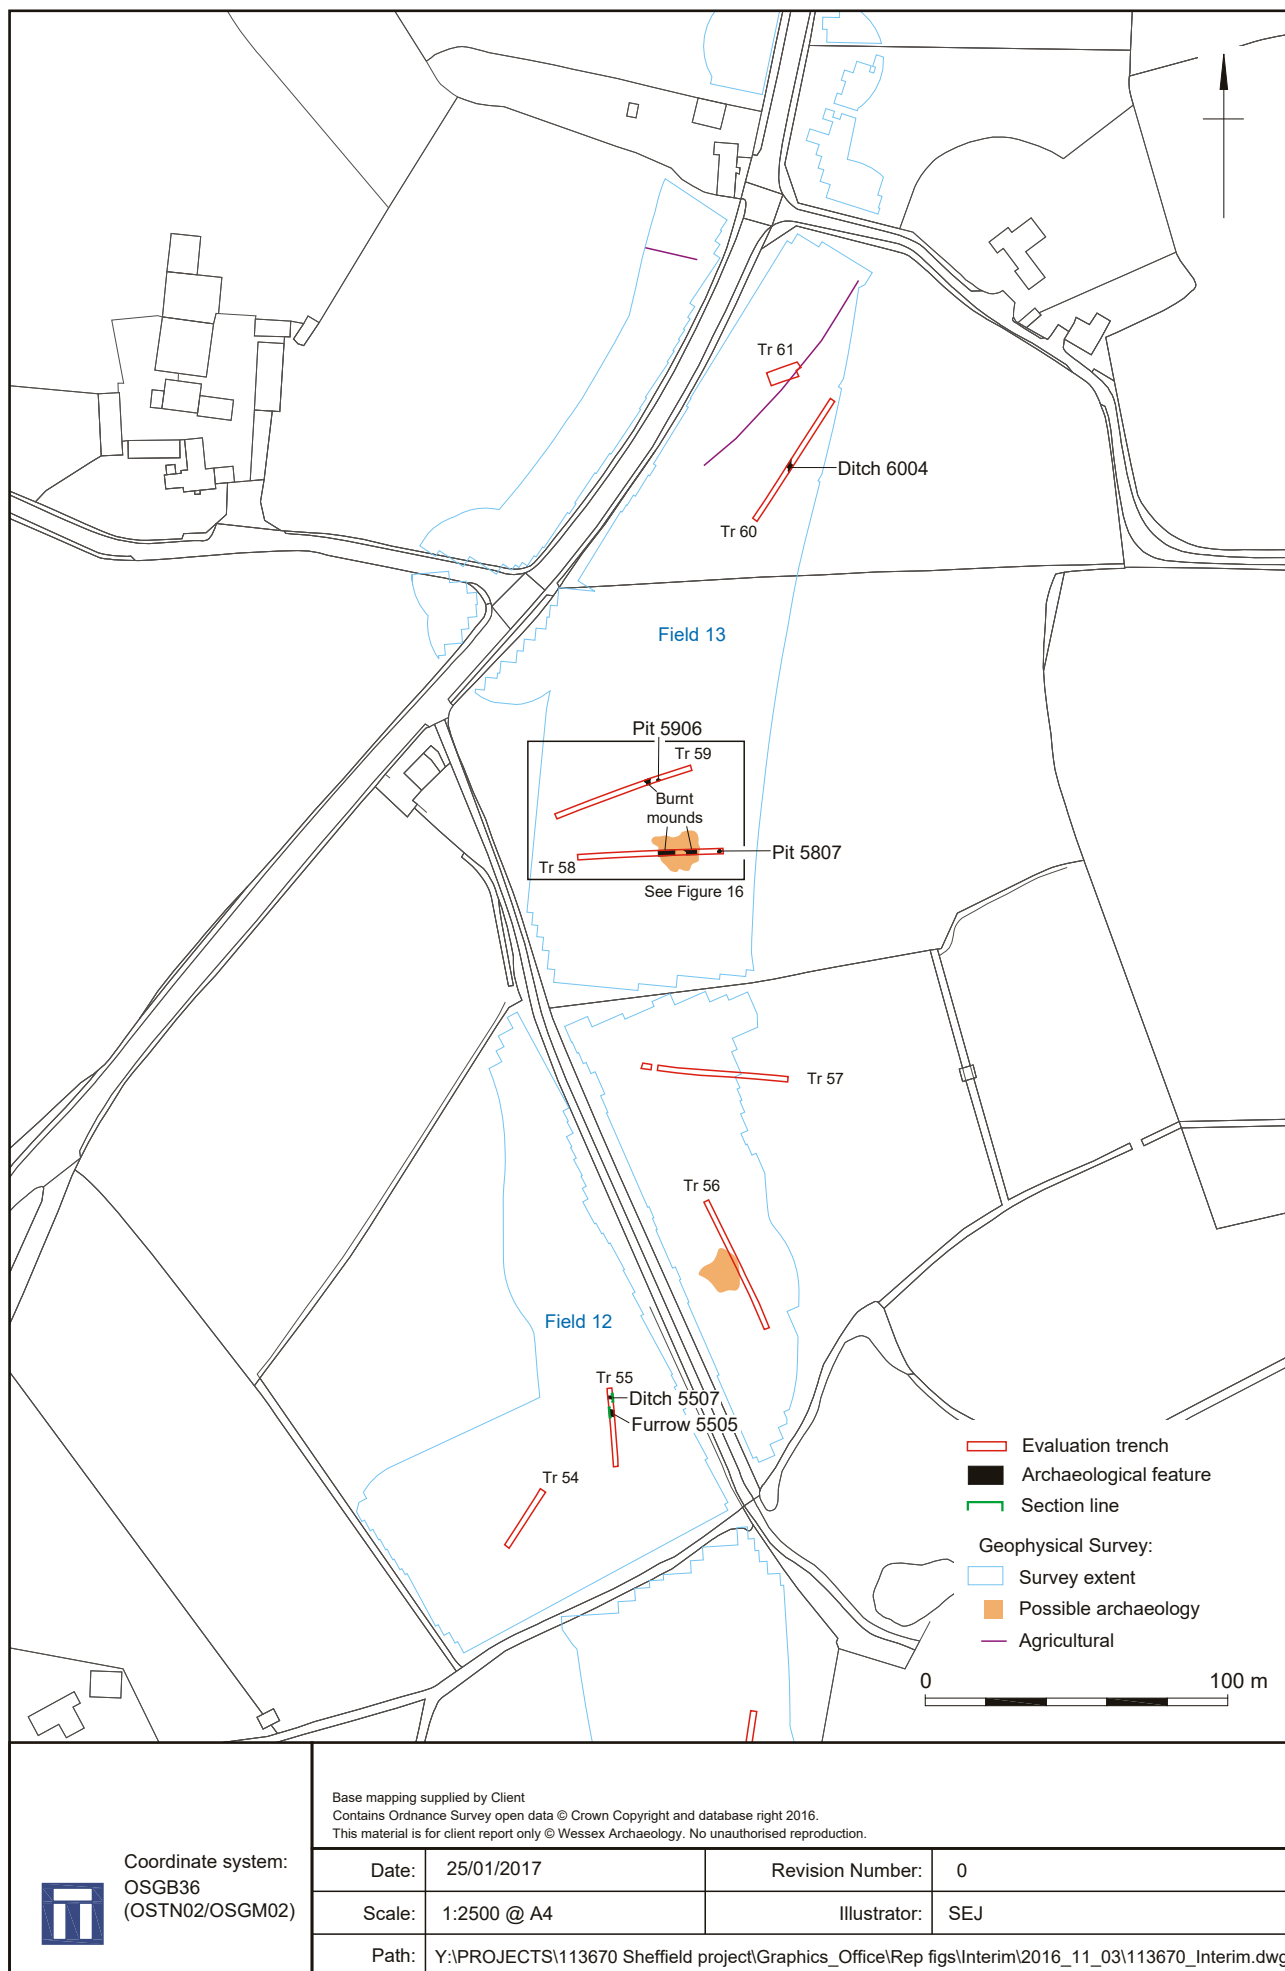 Tr 61
Ditch 6004
Tr 60
Field 13
Pit 5906
Tr 59
Burnt
mounds
Pit 5807
Tr 58
See Figure 16
Tr 57
Tr 56
Field 12
Tr 55
Ditch 5507
Furrow 5505
Tr 54
Evaluation trench
Archaeological feature
Section line
Geophysical Survey:
Survey extent
Possible archaeology
Agricultural
0 100 m
Base mapping supplied by Client
Contains Ordnance Survey open data © Crown Copyright and database right 2016.
This material is for client report only © Wessex Archaeology. No unauthorised reproduction.
Coordinate system:
OSGB36
(OSTN02/OSGM02)
Date: 25/01/2017 Revision Number: 0
Scale: 1:2500 @ A4 Illustrator: SEJ
Path: Y:\PROJECTS\113670 Sheffield project\Graphics_Office\Rep figs\Interim\2016_11_03\113670_Interim.dwg